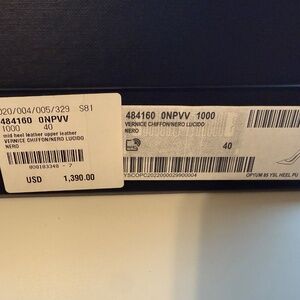 020/004/005/329 S81
484160 0NPVV
1000 40
mid-heel leather upper leather
VERNICE CHIFFON/NERO LUCIDO
NERO
USD 1,390.00
484160 0NPVV 1000
VERNICE CHIFFON/NERO LUCIDO
NERO
40
OPYUM 85 YSL HEEL PU